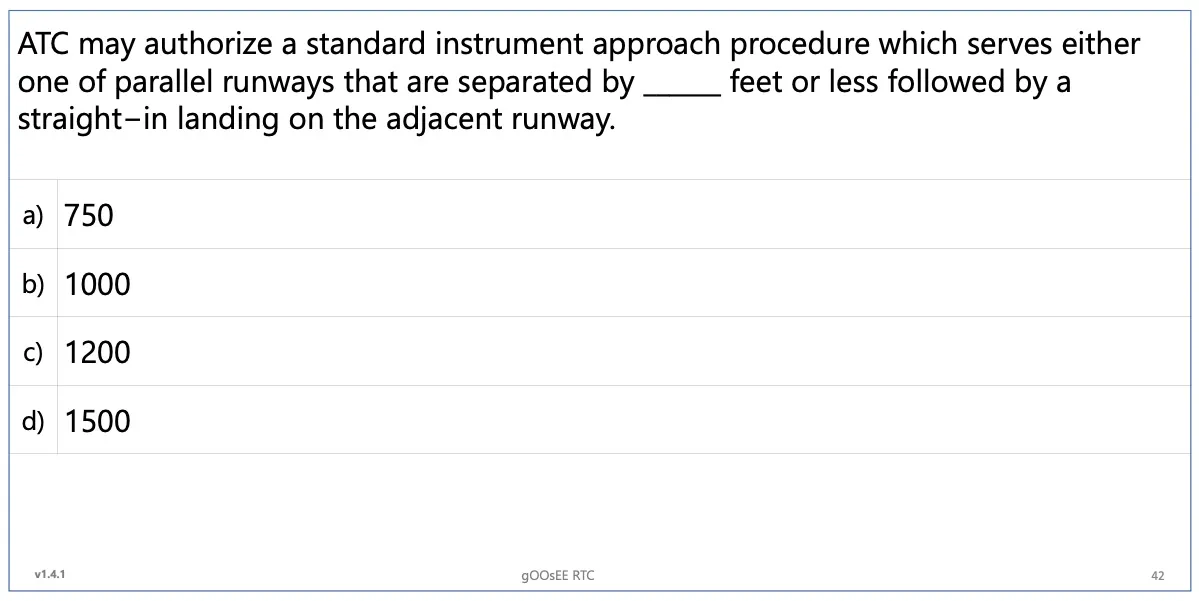 ATC may authorize a standard instrument approach procedure which serves either
one of parallel runways that are separated by ______ feet or less followed by a
straight–in landing on the adjacent runway.
a) 750
b) 1000
c) 1200
d) 1500
v1.4.1 gOOsEE RTC 42